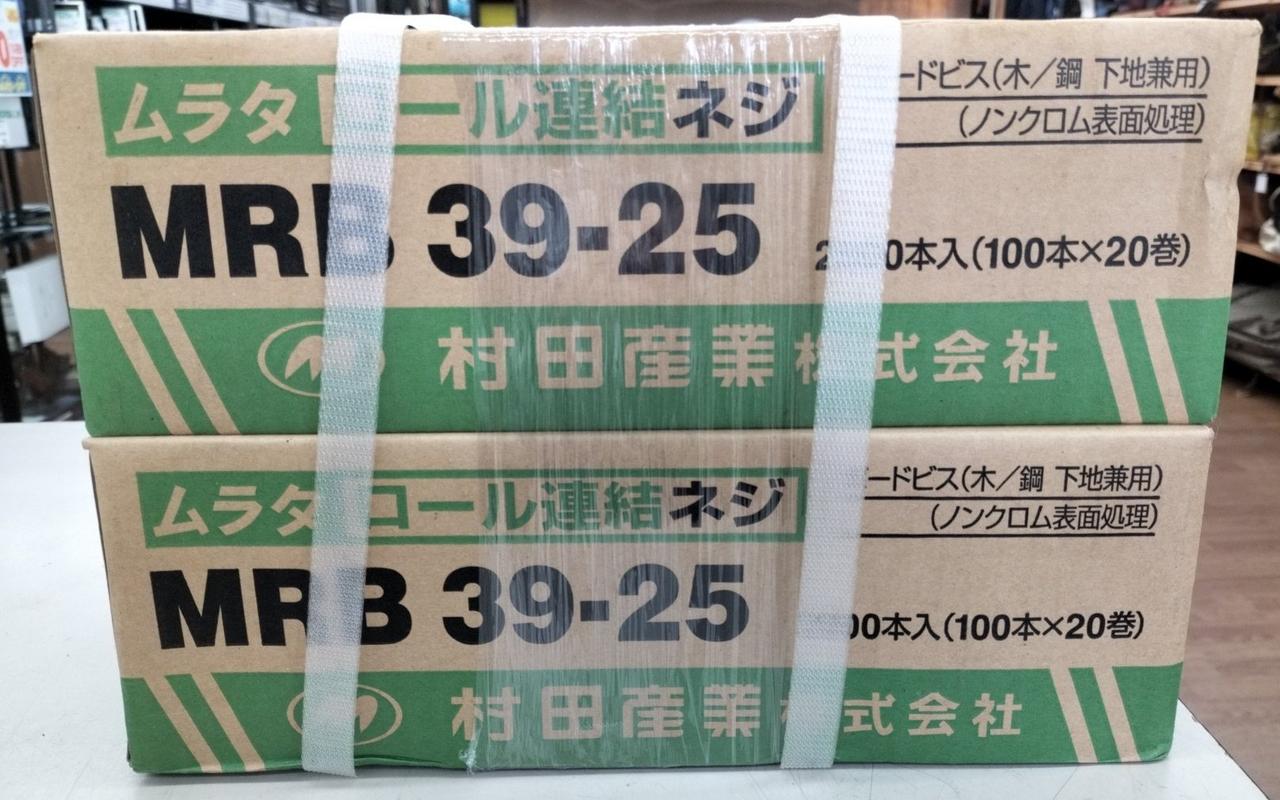 ムラタ コール連結ネジ
ードビス(木/鋼 下地兼用)
(ノンクロム表面処理)
MRB 39-25
0本入(100本×20巻)
村田産業株式会社
ムラタ コール連結ネジ
ードビス(木/鋼 下地兼用)
(ノンクロム表面処理)
MRB 39-25
00本入(100本×20巻)
村田産業 式会社